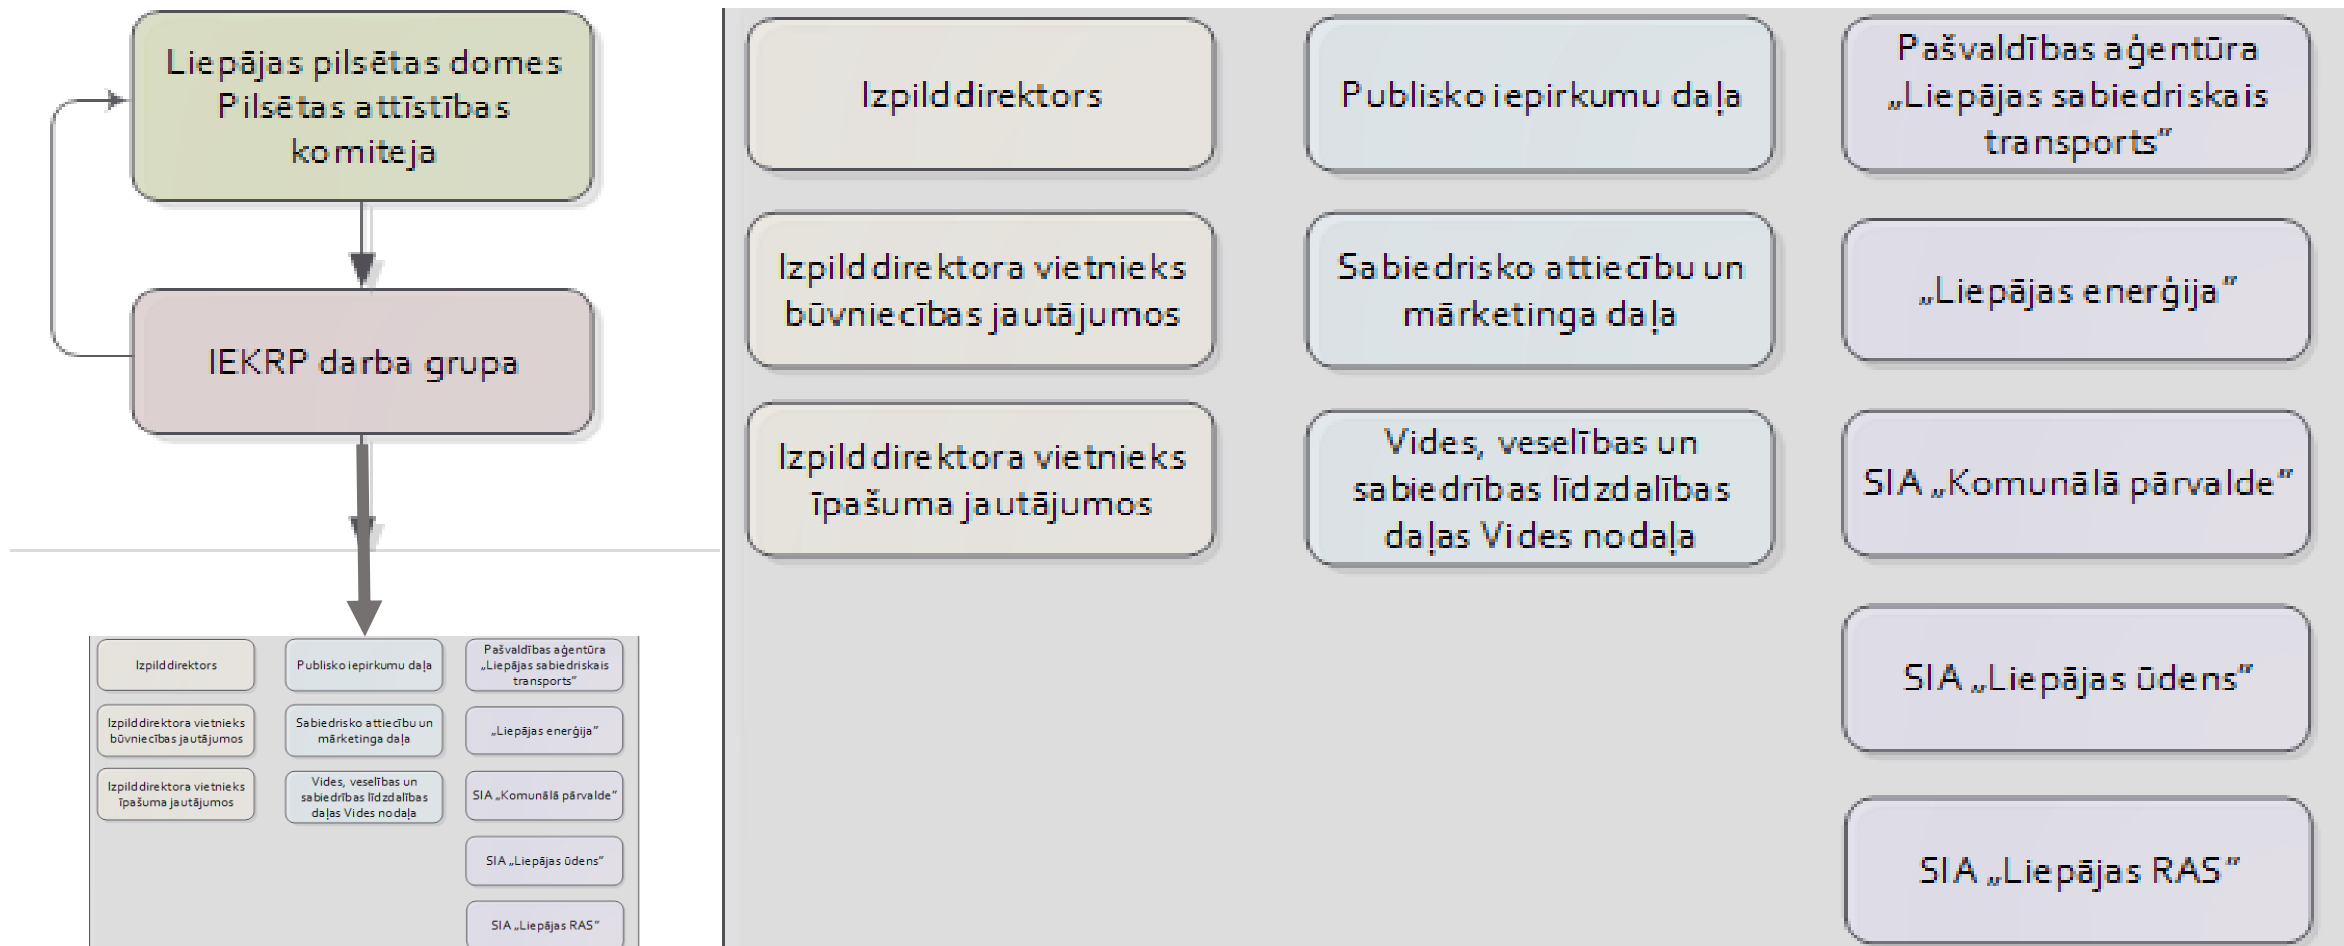 Liepājas pilsētas domes
Pilsētas attīstības
komiteja
IEKRP darba grupa
Izpilddirektors
Izpilddirektora vietnieks
būvniecības jautājumos
Izpilddirektora vietnieks
īpašuma jautājumos
Publisko iepirkumu daļa
Sabiedrisko attiecību un
mārketinga daļa
Vides, veselības un
sabiedrības līdzdalības
daļas Vides nodaļa
Pašvaldības aģentūra
„Liepājas sabiedriskais
transports”
„Liepājas enerģija”
SIA „Komunālā pārvalde”
SIA „Liepājas ūdens”
SIA „Liepājas RAS”
Izpilddirektors
Izpilddirektora vietnieks
būvniecības jautājumos
Izpilddirektora vietnieks
īpašuma jautājumos
Publisko iepirkumu daļa
Sabiedrisko attiecību un
mārketinga daļa
Vides, veselības un
sabiedrības līdzdalības
daļas Vides nodaļa
Pašvaldības aģentūra
„Liepājas sabiedriskais
transports”
„Liepājas enerģija”
SIA „Komunālā pārvalde”
SIA „Liepājas ūdens”
SIA „Liepājas RAS”